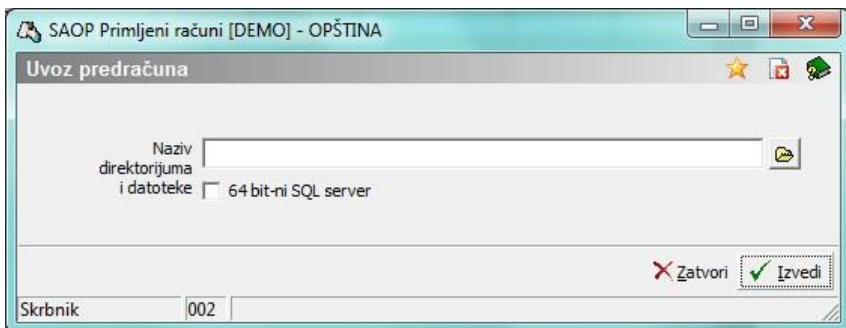 SAOP Primljeni računi [DEMO] - OPŠTINA
Uvoz predračuna
Naziv
direktorijuma
i datoteke
64 bit-ni SQL server
Zatvori
Izvedi
Skrbnik
002